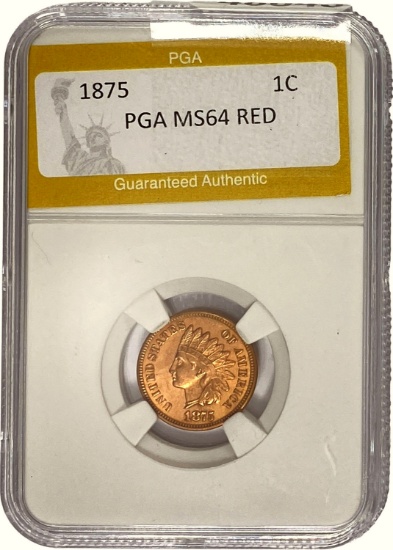 PGA
1875 1C
PGA MS64 RED
Guaranteed Authentic
UNITED STATES OF AMERICA
1875